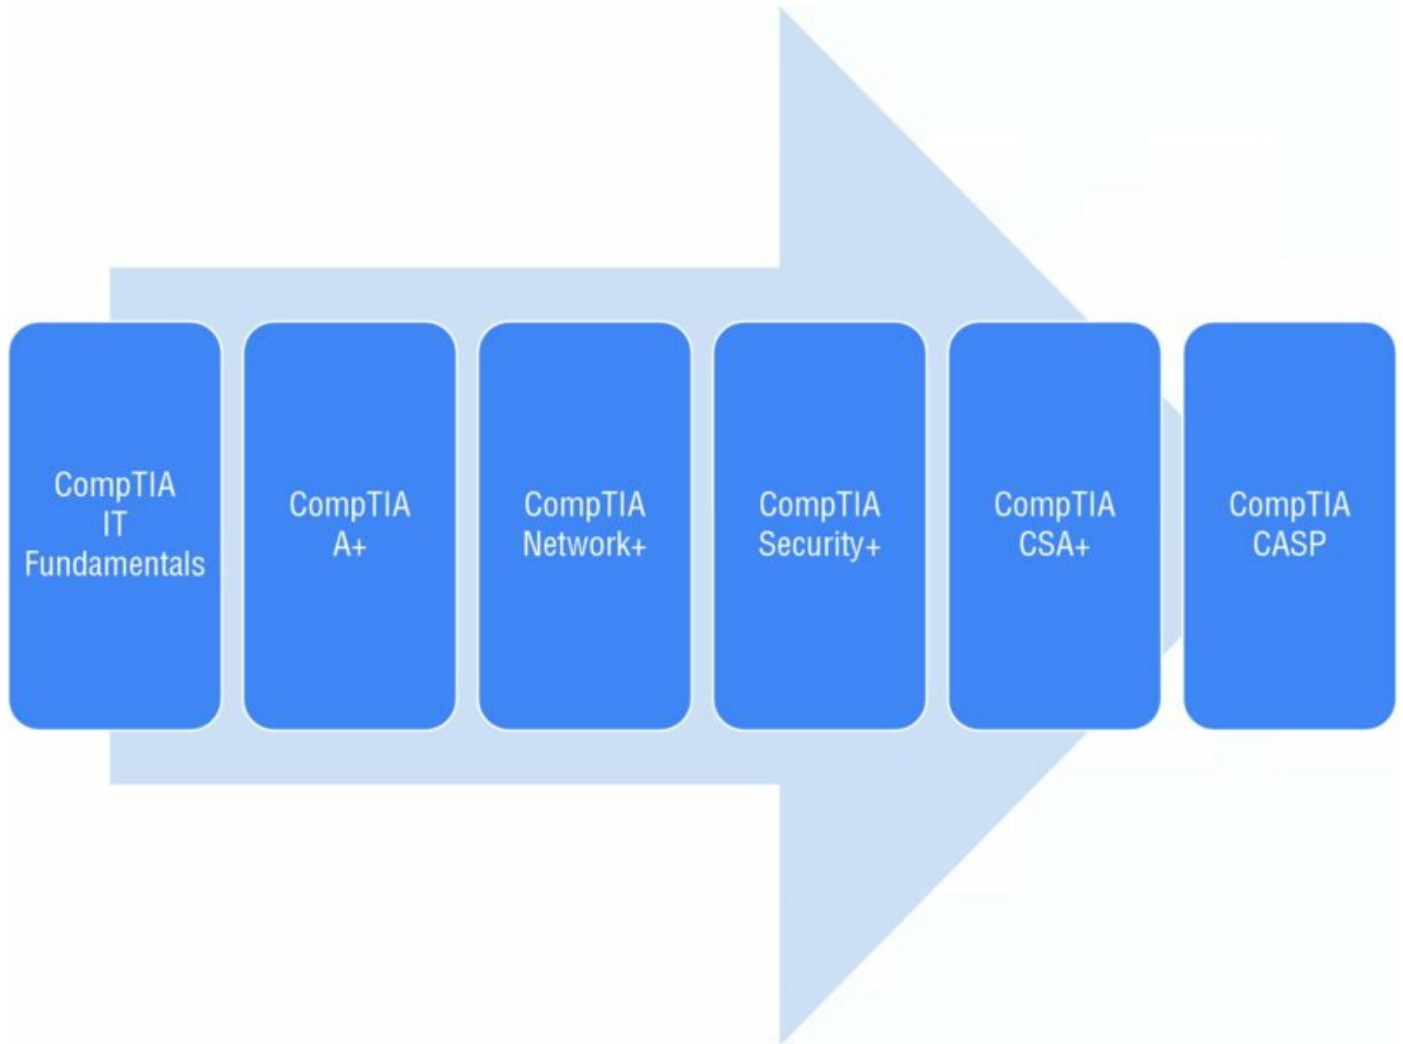 CompTIA
IT
Fundamentals
CompTIA
A+
CompTIA
Network+
CompTIA
Security+
CompTIA
CSA+
CompTIA
CASP